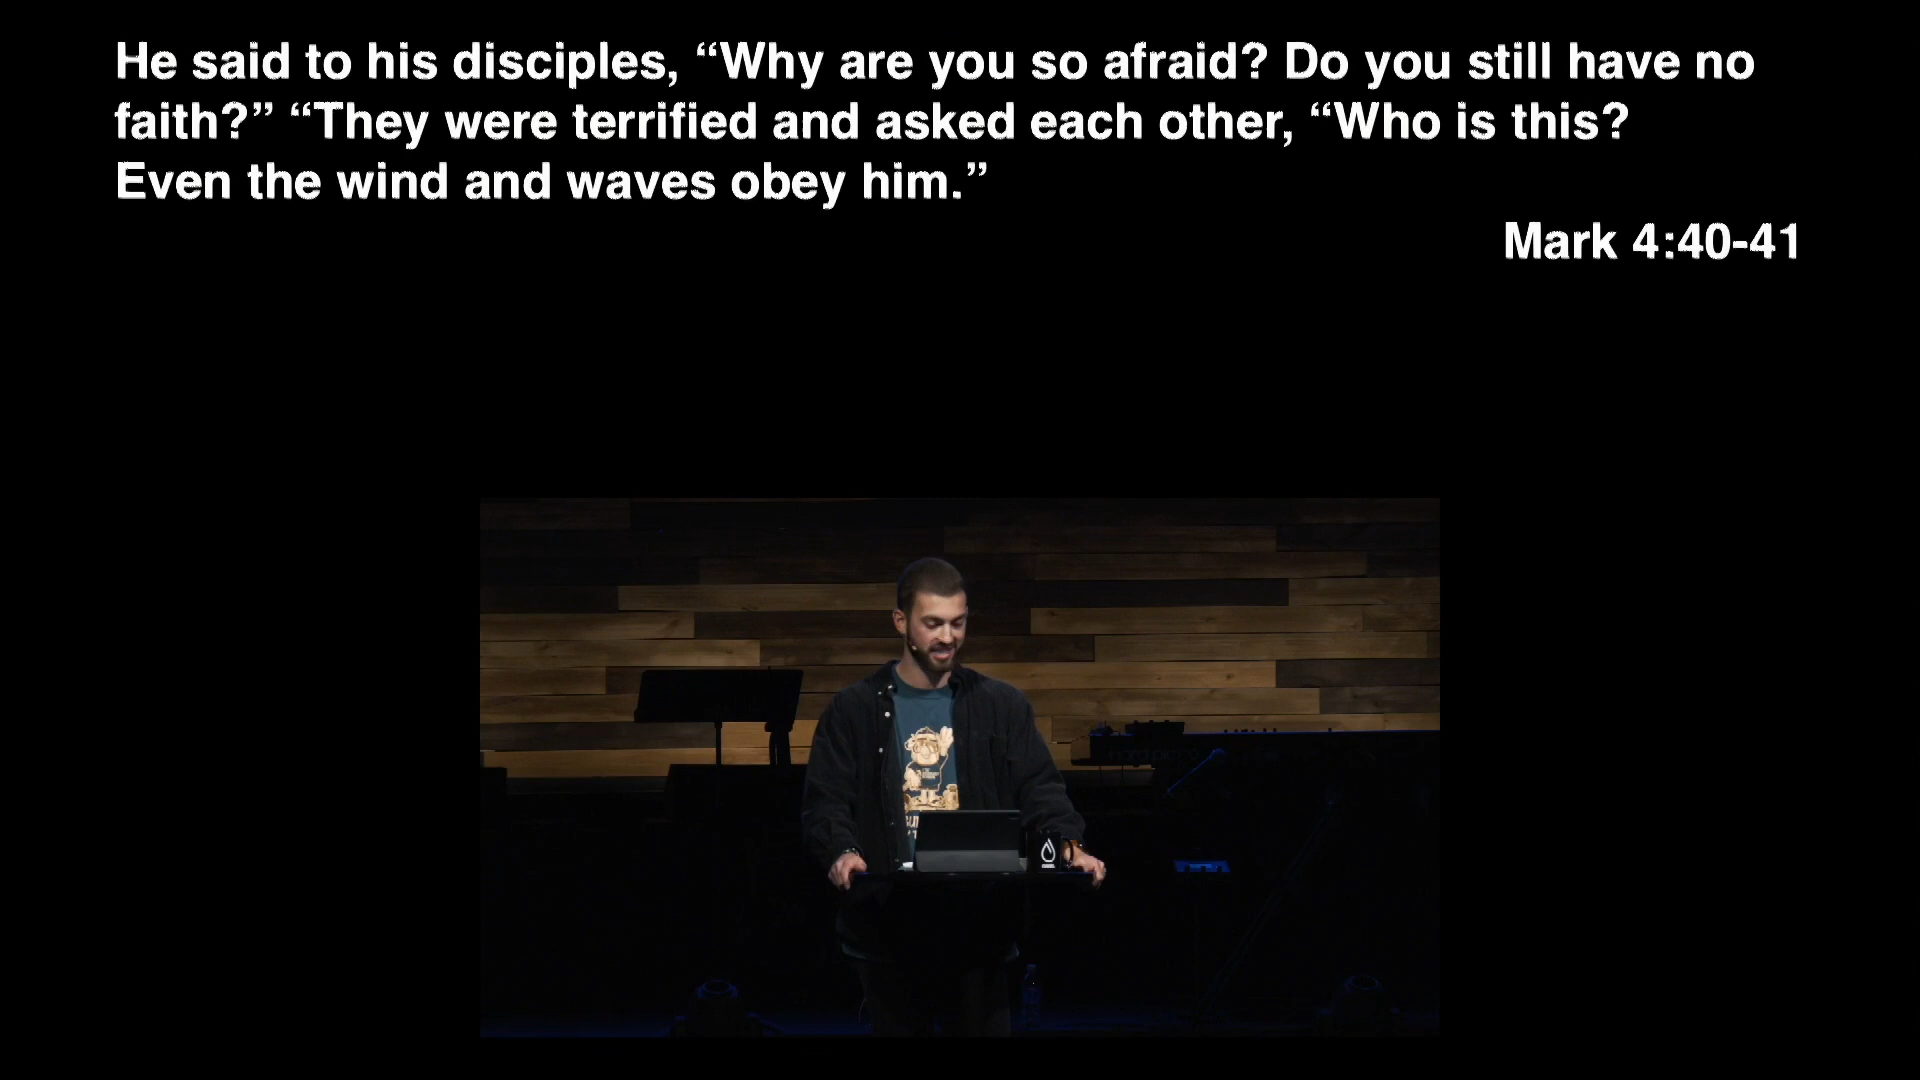 He said to his disciples, “Why are you so afraid? Do you still have no
faith?” “They were terrified and asked each other, “Who is this?
Even the wind and waves obey him.”
Mark 4:40-41